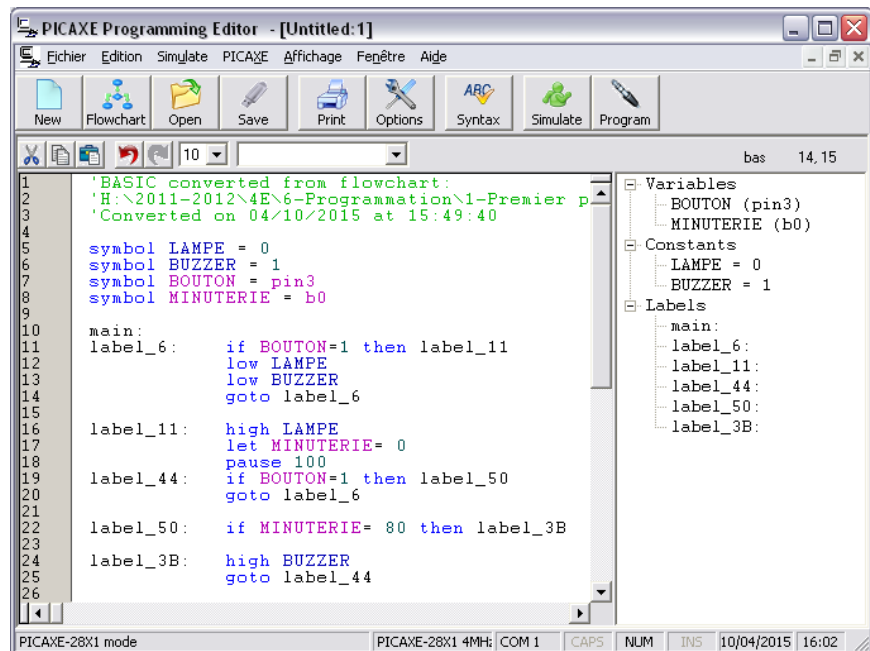 PICAXE Programming Editor - [Untitled:1]
Eichier Edition Simulate PICAXE Affichage Fenêtre Aide
New Flowchart Open Save Print Options Syntax Simulate Program
ABC
10
bas 14, 15
1 'BASIC converted from flowchart:
2 'H:\2011-2012\4E\6-Programmation\1-Premier p
3 'Converted on 04/10/2015 at 15:49:40
4
5 symbol LAMPE = 0
6 symbol BUZZER = 1
7 symbol BOUTON = pin3
8 symbol MINUTERIE = b0
9
10 main:
11 label_6: if BOUTON=1 then label_11
12 low LAMPE
13 low BUZZER
14 goto label_6
15
16 label_11: high LAMPE
17 let MINUTERIE= 0
18 pause 100
19 label_44: if BOUTON=1 then label_50
20 goto label_6
21
22 label_50: if MINUTERIE= 80 then label_3B
23
24 label_3B: high BUZZER
25 goto label_44
26
Variables
BOUTON (pin3)
MINUTERIE (b0)
Constants
LAMPE = 0
BUZZER = 1
Labels
main:
label_6:
label_11:
label_44:
label_50:
label_3B:
PICAXE-28X1 mode PICAXE-28X1 4MH: COM 1 CAPS NUM INS 10/04/2015 16:02